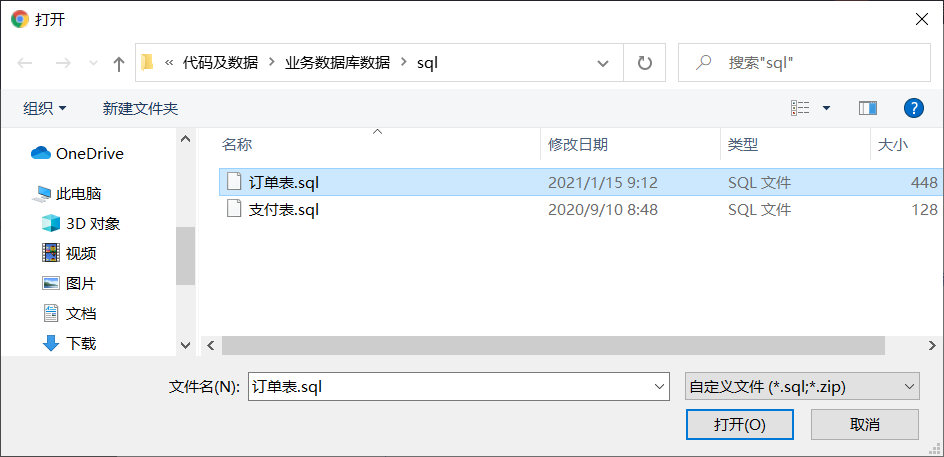 打开
« 代码及数据 > 业务数据库数据 > sql
搜索"sql"
组织
新建文件夹
?
名称 修改日期 类型 大小
OneDrive
此电脑
3D 对象
视频
图片
文档
下载
订单表.sql 2021/1/15 9:12 SQL 文件 448
支付表.sql 2020/9/10 8:48 SQL 文件 128
文件名(N): 订单表.sql
自定义文件 (*.sql;*.zip)
打开(O)
取消